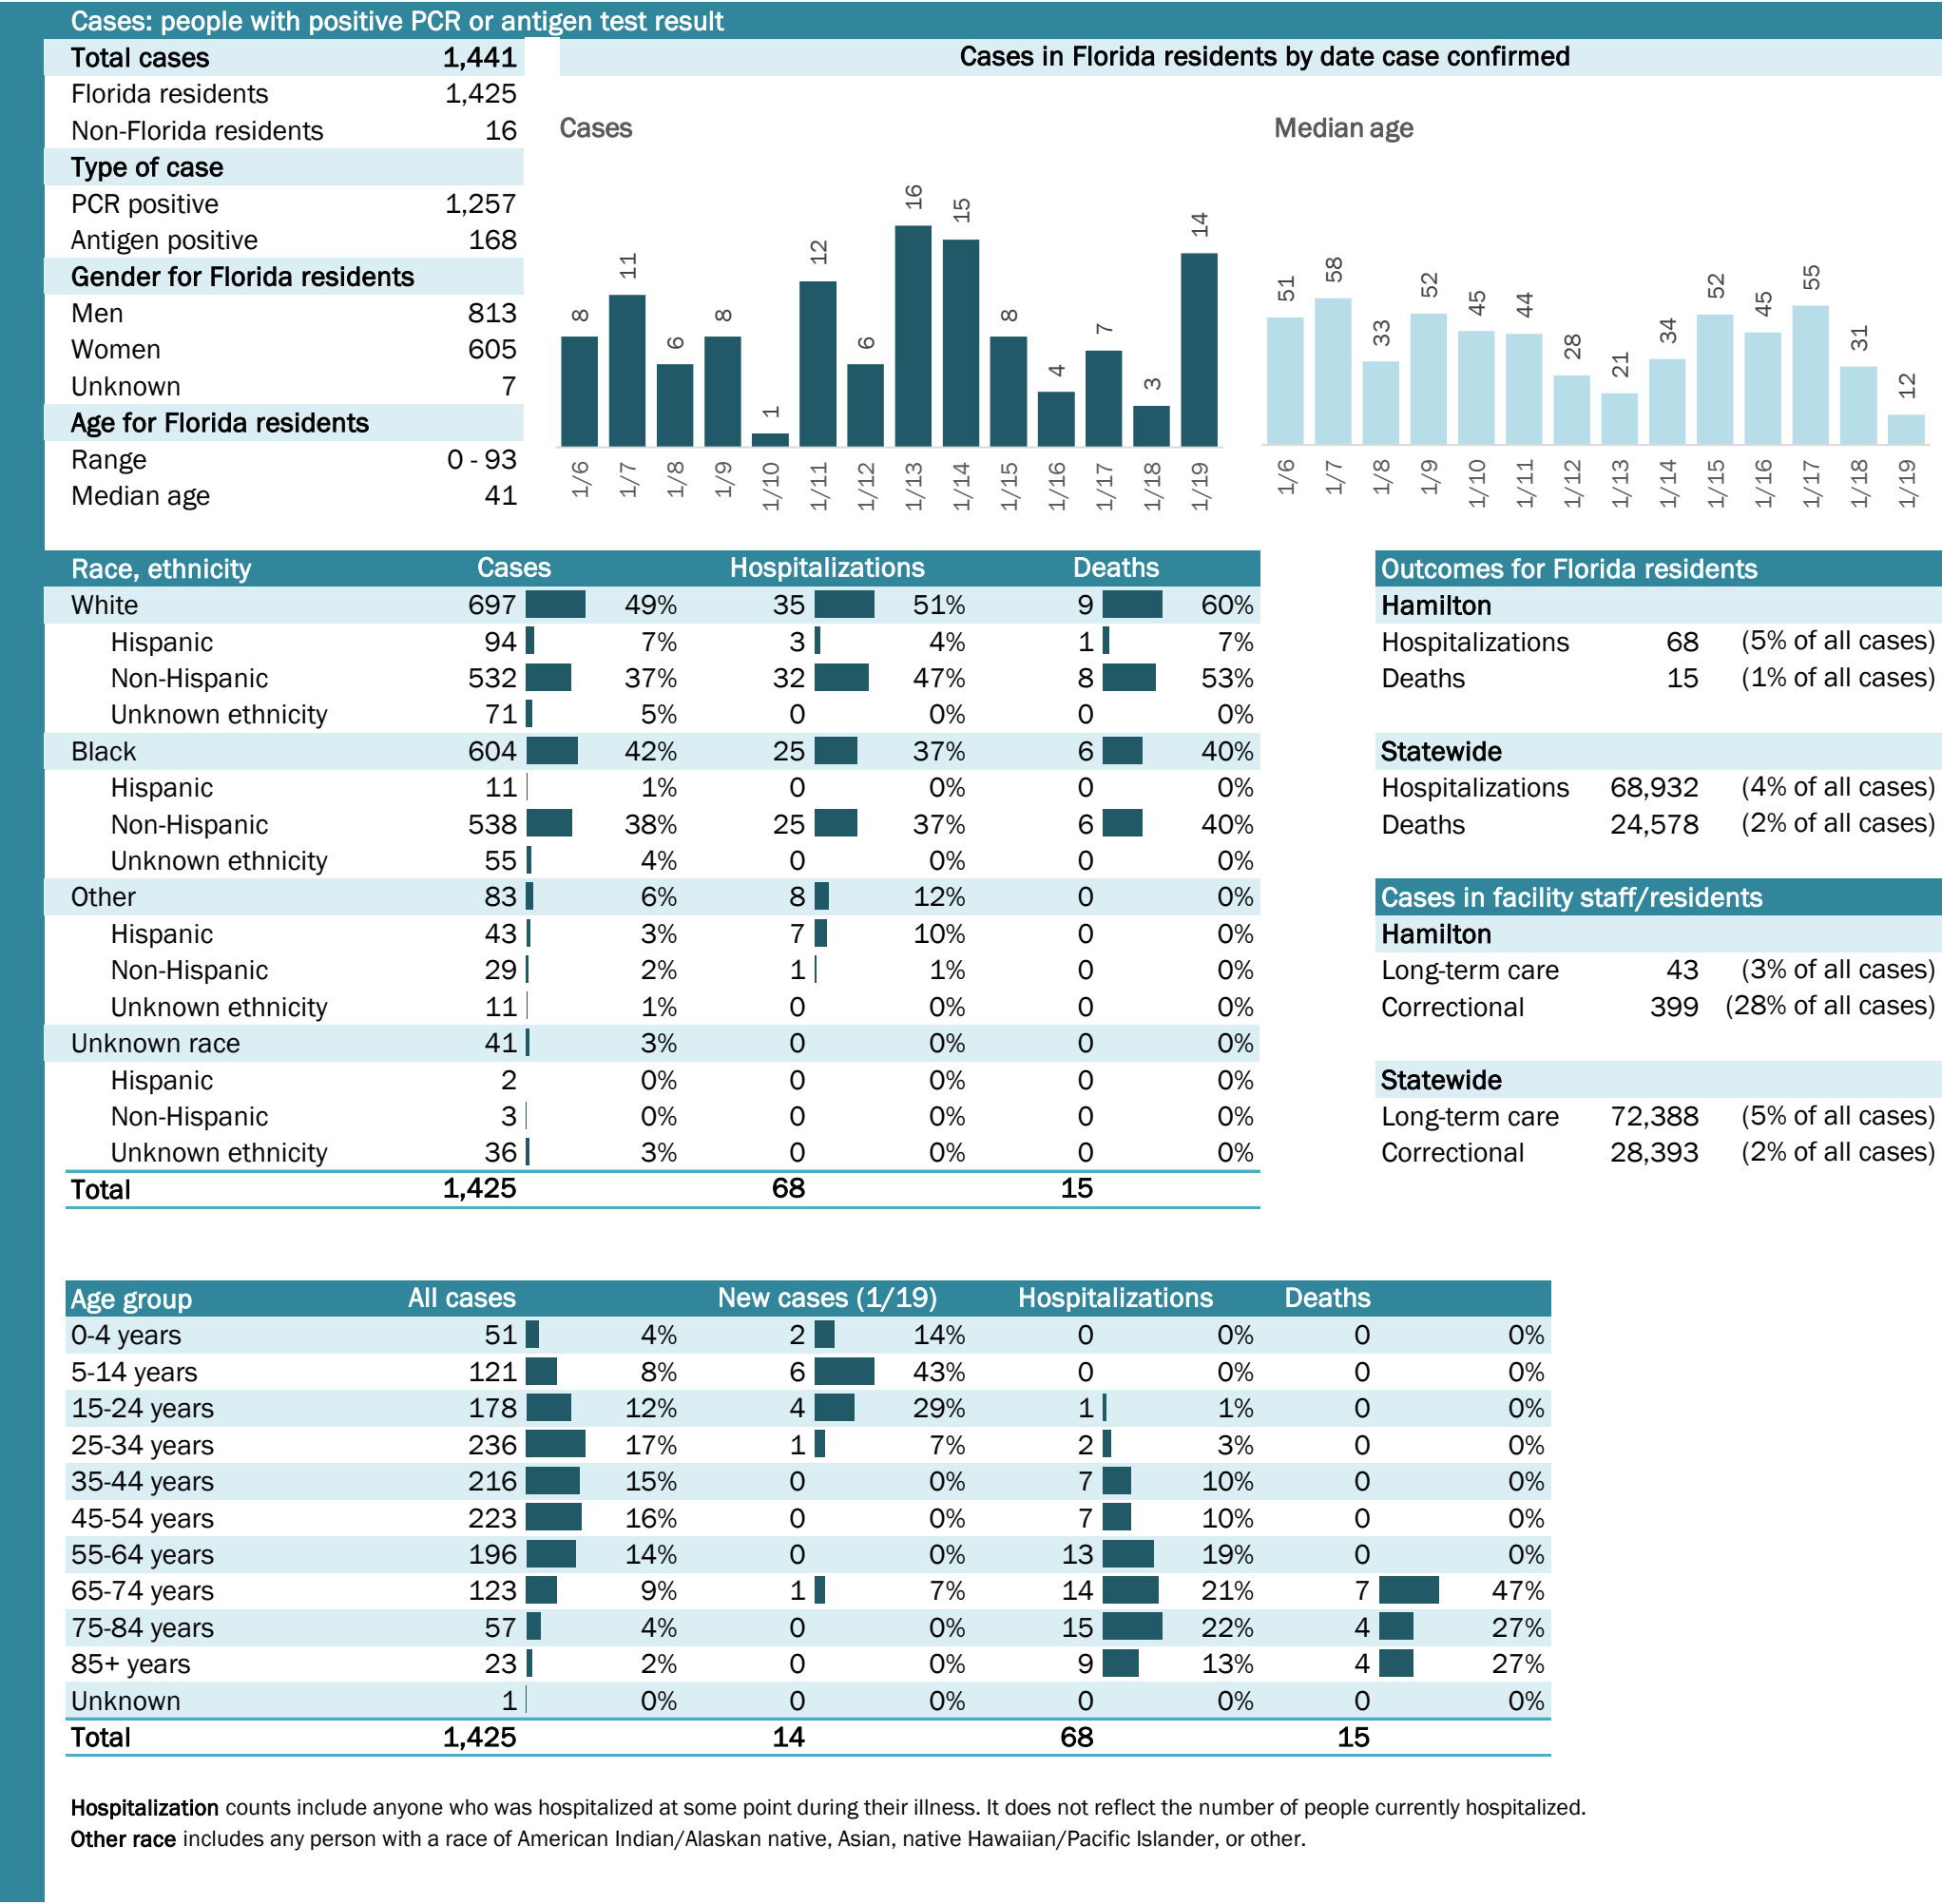 Cases: people with positive PCR or antigen test result
Total cases 1,441
Florida residents 1,425
Non-Florida residents 16
Type of case
PCR positive 1,257
Antigen positive 168
Gender for Florida residents
Men 813
Women 605
Unknown 7
Age for Florida residents
Range 0 - 93
Median age 41
Cases in Florida residents by date case confirmed
Cases
8 11 6 8 1 12 6 16 15 8 4 7 3 14
1/6 1/7 1/8 1/9 1/10 1/11 1/12 1/13 1/14 1/15 1/16 1/17 1/18 1/19
Median age
51 58 33 52 45 44 28 21 34 52 45 55 31 12
1/6 1/7 1/8 1/9 1/10 1/11 1/12 1/13 1/14 1/15 1/16 1/17 1/18 1/19
Race, ethnicity Cases Hospitalizations Deaths
White 697 49% 35 51% 9 60%
Hispanic 94 7% 3 4% 1 7%
Non-Hispanic 532 37% 32 47% 8 53%
Unknown ethnicity 71 5% 0 0% 0 0%
Black 604 42% 25 37% 6 40%
Hispanic 11 1% 0 0% 0 0%
Non-Hispanic 538 38% 25 37% 6 40%
Unknown ethnicity 55 4% 0 0% 0 0%
Other 83 6% 8 12% 0 0%
Hispanic 43 3% 7 10% 0 0%
Non-Hispanic 29 2% 1 1% 0 0%
Unknown ethnicity 11 1% 0 0% 0 0%
Unknown race 41 3% 0 0% 0 0%
Hispanic 2 0% 0 0% 0 0%
Non-Hispanic 3 0% 0 0% 0 0%
Unknown ethnicity 36 3% 0 0% 0 0%
Total 1,425 68 15
Outcomes for Florida residents
Hamilton
Hospitalizations 68 (5% of all cases)
Deaths 15 (1% of all cases)
Statewide
Hospitalizations 68,932 (4% of all cases)
Deaths 24,578 (2% of all cases)
Cases in facility staff/residents
Hamilton
Long-term care 43 (3% of all cases)
Correctional 399 (28% of all cases)
Statewide
Long-term care 72,388 (5% of all cases)
Correctional 28,393 (2% of all cases)
Age group All cases New cases (1/19) Hospitalizations Deaths
0-4 years 51 4% 2 14% 0 0% 0 0%
5-14 years 121 8% 6 43% 0 0% 0 0%
15-24 years 178 12% 4 29% 1 1% 0 0%
25-34 years 236 17% 1 7% 2 3% 0 0%
35-44 years 216 15% 0 0% 7 10% 0 0%
45-54 years 223 16% 0 0% 7 10% 0 0%
55-64 years 196 14% 0 0% 13 19% 0 0%
65-74 years 123 9% 1 7% 14 21% 7 47%
75-84 years 57 4% 0 0% 15 22% 4 27%
85+ years 23 2% 0 0% 9 13% 4 27%
Unknown 1 0% 0 0% 0 0% 0 0%
Total 1,425 14 68 15
Hospitalization counts include anyone who was hospitalized at some point during their illness. It does not reflect the number of people currently hospitalized.
Other race includes any person with a race of American Indian/Alaskan native, Asian, native Hawaiian/Pacific Islander, or other.